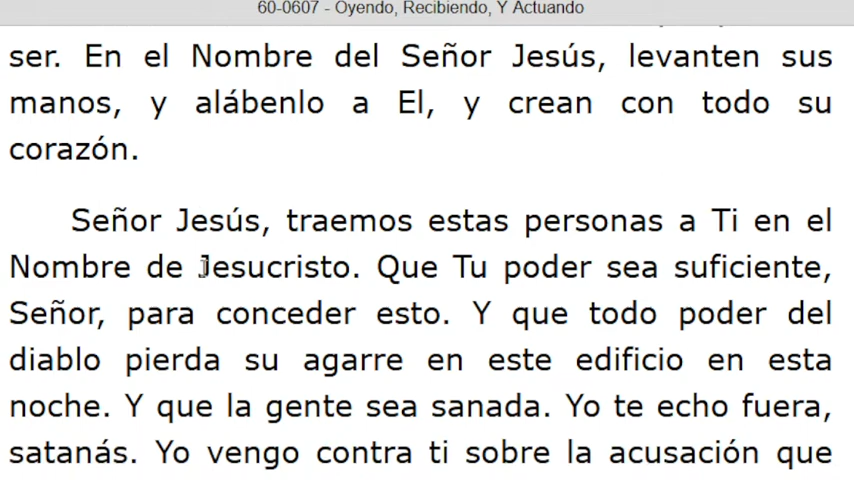 60-0607 - Oyendo, Recibiendo, Y Actuando
ser. En el Nombre del Señor Jesús, levanten sus
manos, y alábenlo a El, y crean con todo su
corazón.
Señor Jesús, traemos estas personas a Ti en el
Nombre de Jesucristo. Que Tu poder sea suficiente,
Señor, para conceder esto. Y que todo poder del
diablo pierda su agarre en este edificio en esta
noche. Y que la gente sea sanada. Yo te echo fuera,
satanás. Yo vengo contra ti sobre la acusación que